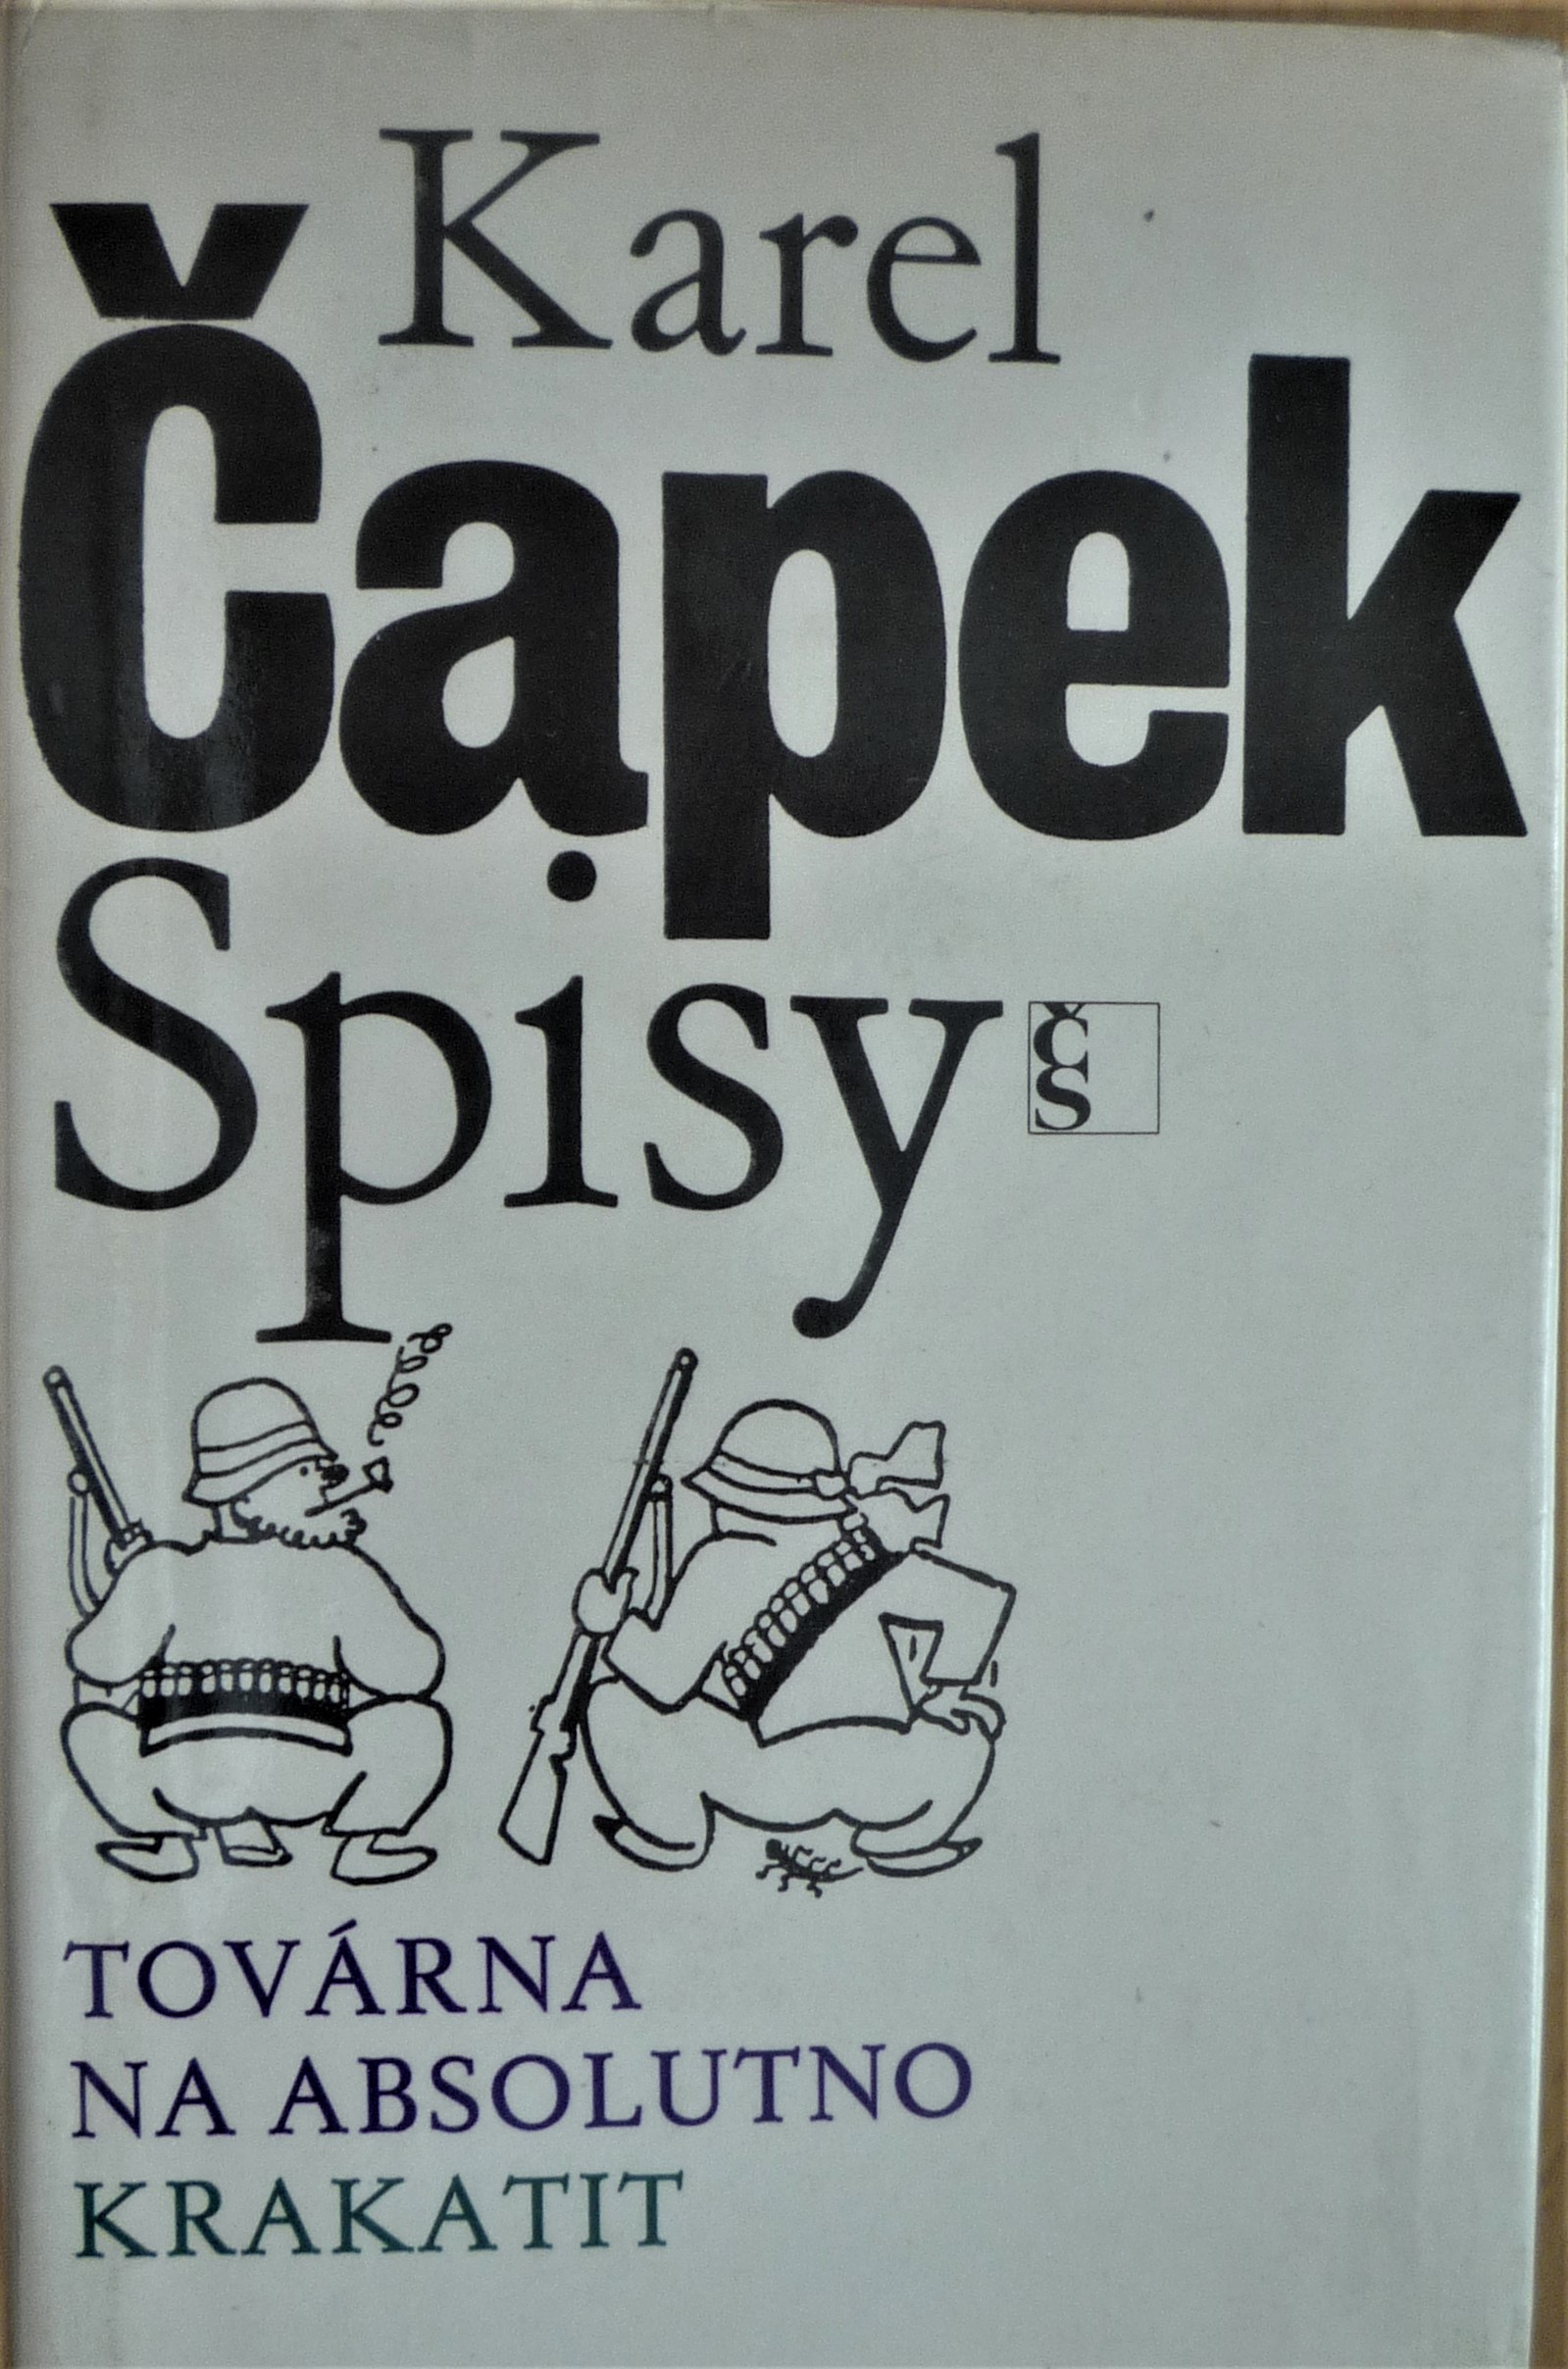 Karel
Čapek
Spisy
ČS
TOVÁRNA
NA ABSOLUTNO
KRAKATIT